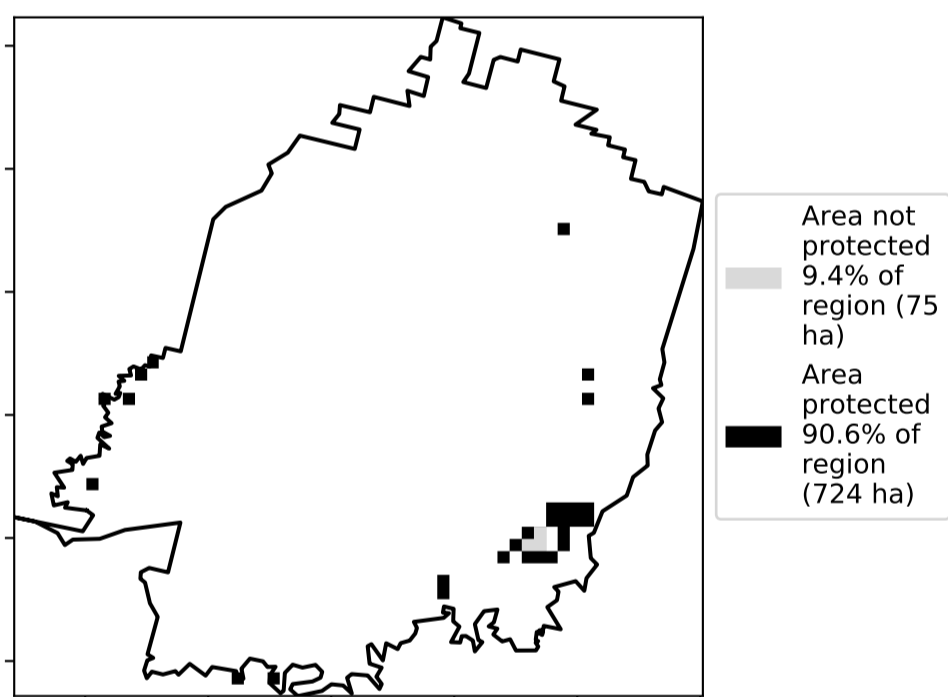 Area not
protected
9.4% of
region (75
ha)
Area
protected
90.6% of
region
(724 ha)